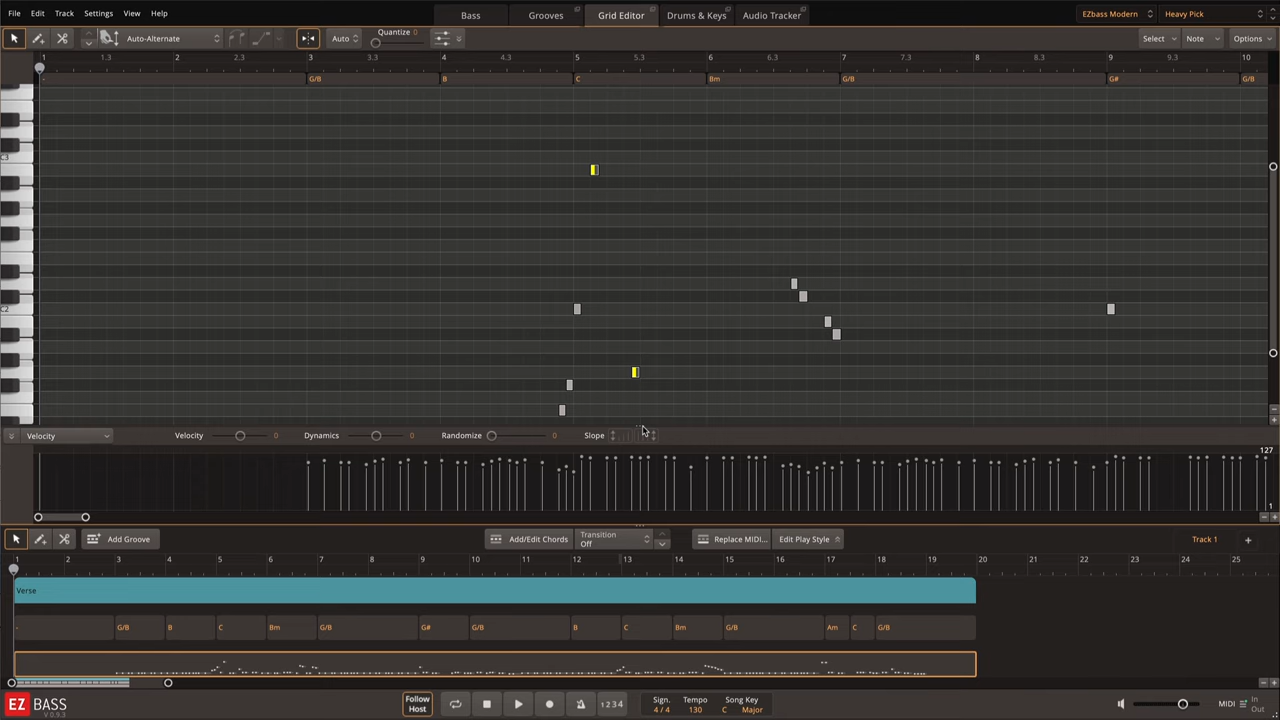 File Edit Track Settings View Help
Bass Grooves Grid Editor Drums & Keys Audio Tracker
EZbass Modern Heavy Pick
Auto-Alternate Auto Quantize 0 Select Note Options
1 1.3 2 2.3 3 3.3 4 4.3 5 5.3 6 6.3 7 7.3 8 8.3 9 9.3 10
- G/B B C Bm G/B G# G/B
C3
C2
Velocity Velocity 0 Dynamics 0 Randomize 0 Slope
127
1
Add Groove Add/Edit Chords Transition Off Replace MIDI... Edit Play Style Track 1
1 2 3 4 5 6 7 8 9 10 11 12 13 14 15 16 17 18 19 20 21 22 23 24 25
Verse
- G/B B C Bm G/B G# G/B B C Bm G/B Am C G/B
EZ BASS
V 0.9.3
Follow Host
1 2 3 4
Sign. Tempo Song Key
4 / 4 130 C Major
MIDI In Out